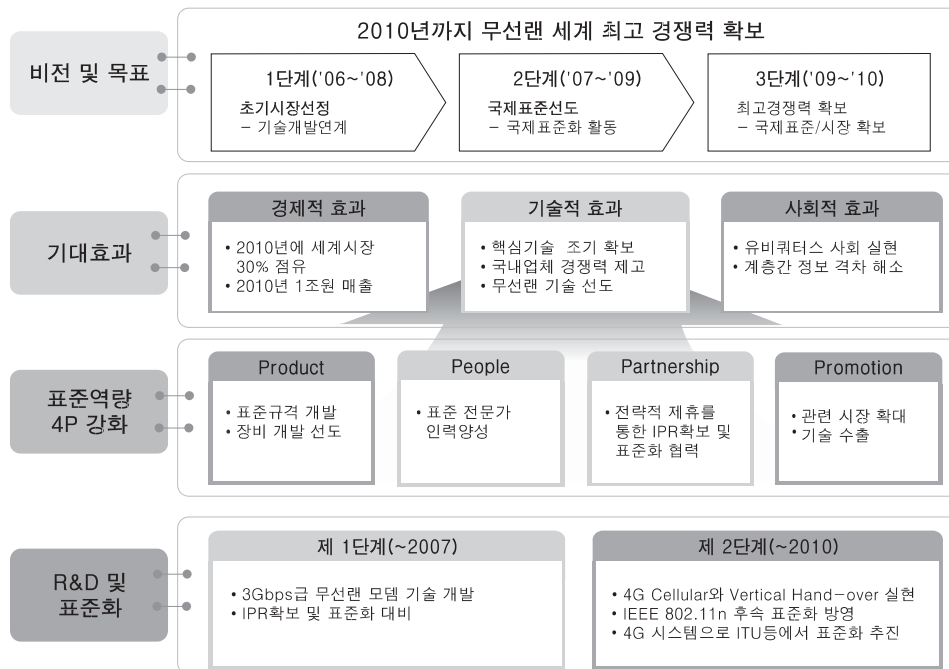 비전 및 목표
2010년까지 무선랜 세계 최고 경쟁력 확보
1단계('06~'08)
초기시장선정
- 기술개발연계
2단계('07~'09)
국제표준선도
- 국제표준화 활동
3단계('09~'10)
최고경쟁력 확보
- 국제표준/시장 확보
기대효과
경제적 효과
• 2010년에 세계시장
30% 점유
• 2010년 1조원 매출
기술적 효과
• 핵심기술 조기 확보
• 국내업체 경쟁력 제고
• 무선랜 기술 선도
사회적 효과
• 유비쿼터스 사회 실현
• 계층간 정보 격차 해소
표준역량
4P 강화
Product
• 표준규격 개발
• 장비 개발 선도
People
• 표준 전문가
인력양성
Partnership
• 전략적 제휴를
통한 IPR확보 및
표준화 협력
Promotion
• 관련 시장 확대
• 기술 수출
R&D 및
표준화
제 1단계(~2007)
• 3Gbps급 무선랜 모뎀 기술 개발
• IPR확보 및 표준화 대비
제 2단계(~2010)
• 4G Cellular와 Vertical Hand-over 실현
• IEEE 802.11n 후속 표준화 방영
• 4G 시스템으로 ITU등에서 표준화 추진